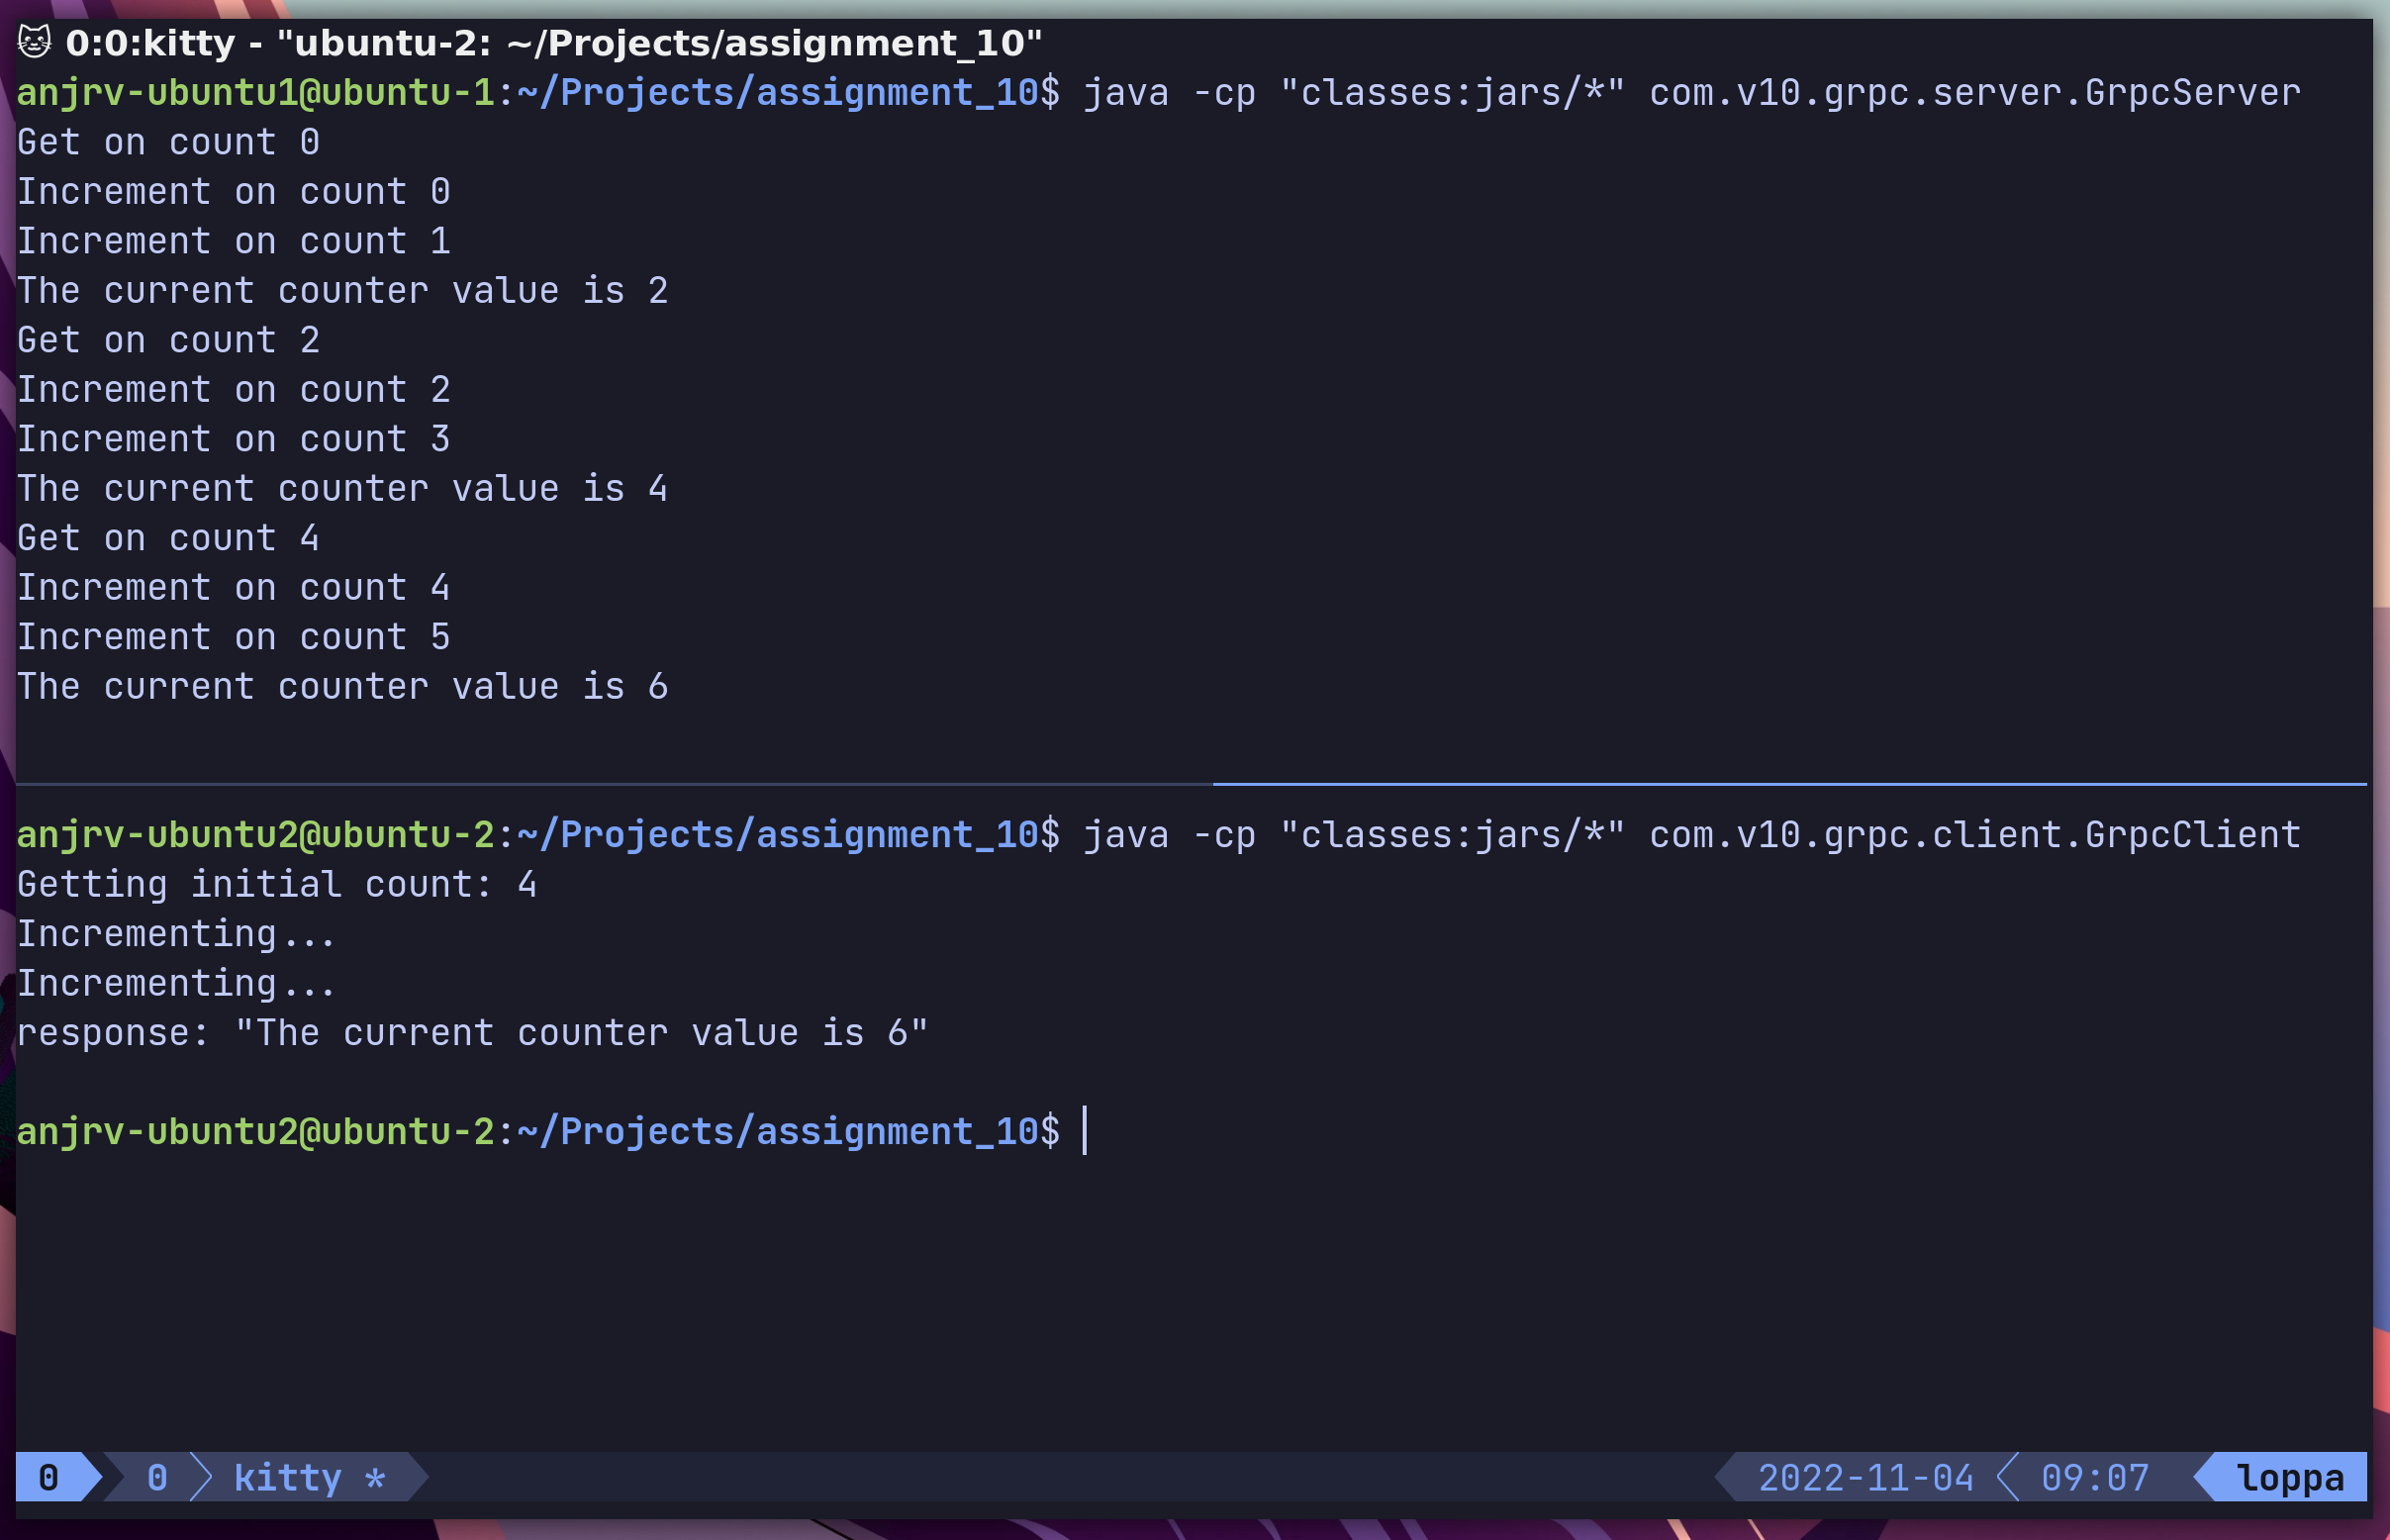 0:0:kitty - "ubuntu-2: ~/Projects/assignment_10"
anjrv-ubuntu1@ubuntu-1:~/Projects/assignment_10$ java -cp "classes:jars/*" com.v10.grpc.server.GrpcServer
Get on count 0
Increment on count 0
Increment on count 1
The current counter value is 2
Get on count 2
Increment on count 2
Increment on count 3
The current counter value is 4
Get on count 4
Increment on count 4
Increment on count 5
The current counter value is 6
anjrv-ubuntu2@ubuntu-2:~/Projects/assignment_10$ java -cp "classes:jars/*" com.v10.grpc.client.GrpcClient
Getting initial count: 4
Incrementing...
Incrementing...
response: "The current counter value is 6"
anjrv-ubuntu2@ubuntu-2:~/Projects/assignment_10$
0 0 kitty * 2022-11-04 09:07 loppa